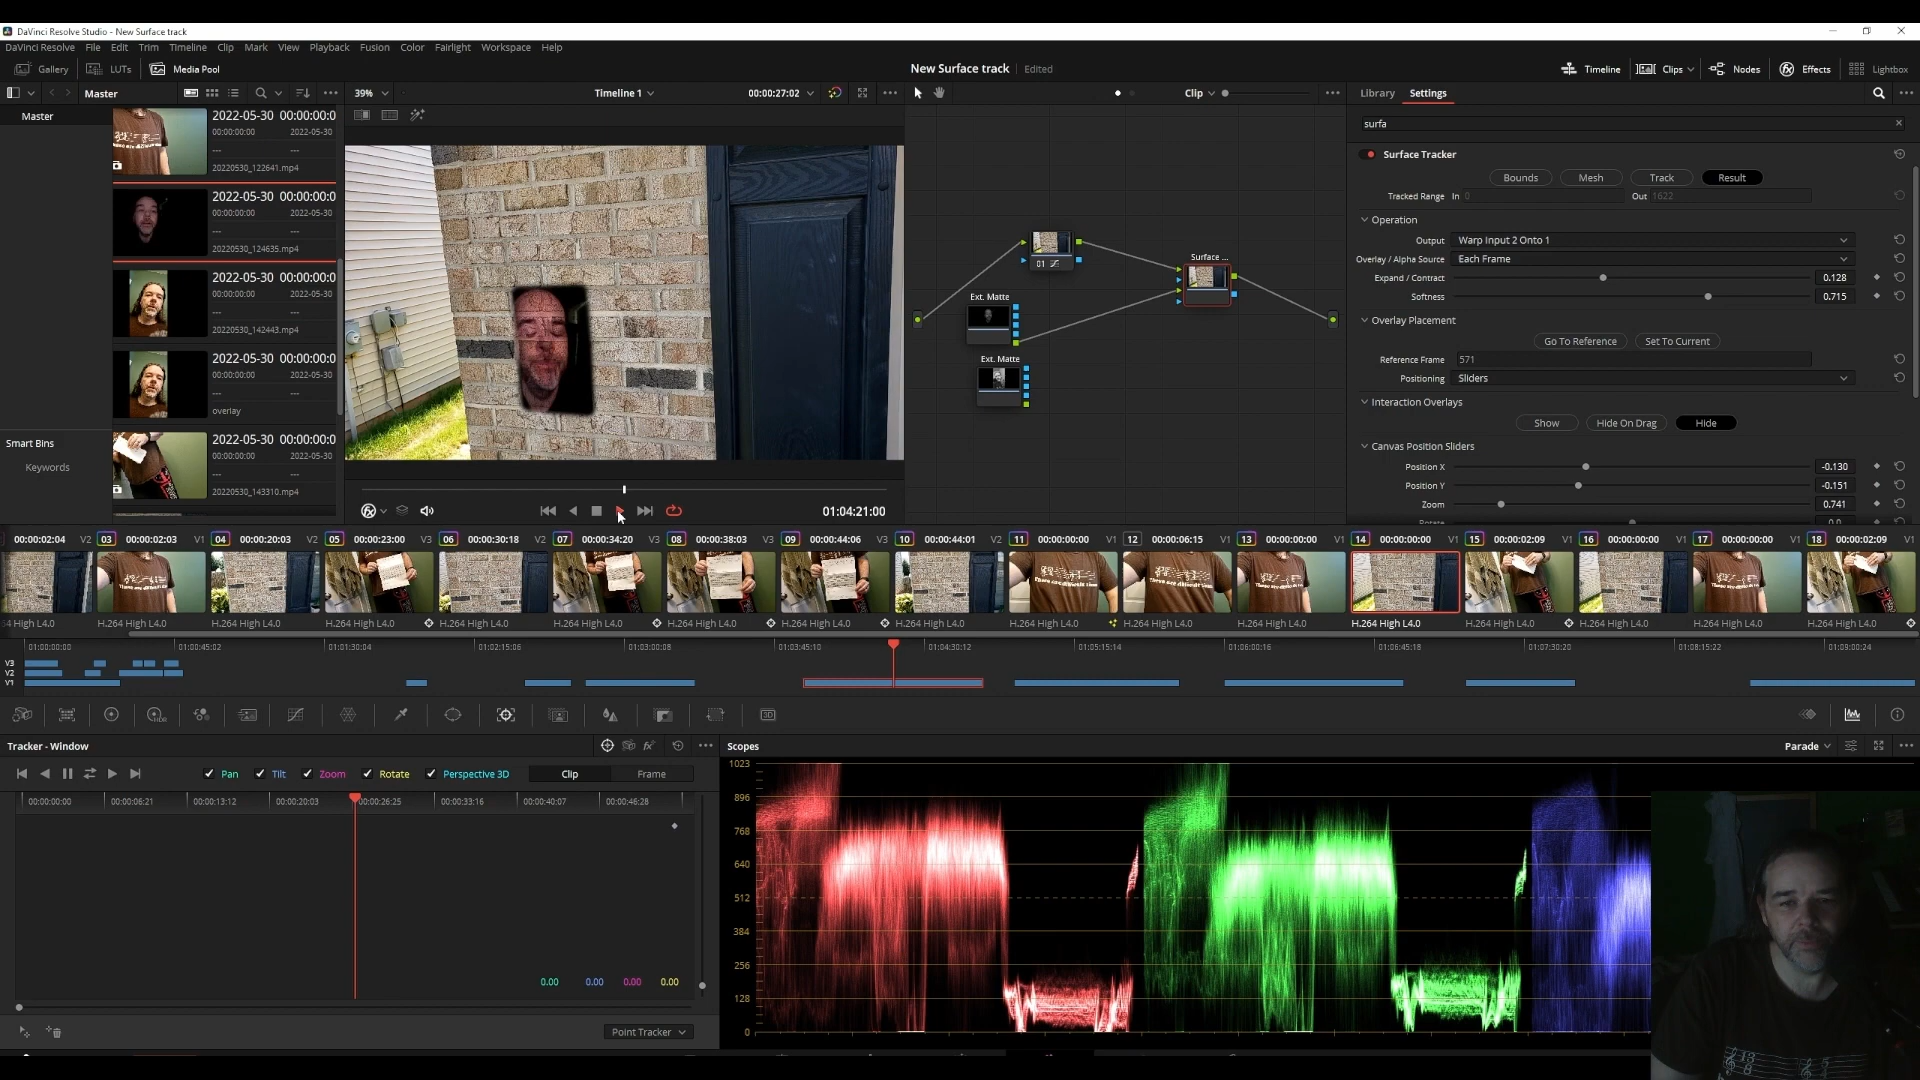 DaVinci Resolve Studio - New Surface track
DaVinci Resolve File Edit Trim Timeline Clip Mark View Playback Fusion Color Fairlight Workspace Help
Gallery LUTs Media Pool New Surface track Edited Timeline Clips Nodes Effects Lightbox
Master 39% Timeline 1 00:00:27:02 Clip Library Settings
Master
2022-05-30 00:00:00:0
00:00:00:00 2022-05-30
---
20220530_122641.mp4
2022-05-30 00:00:00:0
00:00:00:00 2022-05-30
--- ---
20220530_124635.mp4
2022-05-30 00:00:00:0
00:00:00:00 2022-05-30
--- ---
20220530_142443.mp4
2022-05-30 00:00:00:0
00:00:00:00 2022-05-30
--- ---
overlay
2022-05-30 00:00:00:0
00:00:00:00 2022-05-30
--- ---
20220530_143310.mp4
Smart Bins
Keywords
01:04:21:00
01
Ext. Matte
Ext. Matte
Surface ...
surfa
Surface Tracker
Bounds Mesh Track Result
Tracked Range In 0 Out 1622
Operation
Output Warp Input 2 Onto 1
Overlay / Alpha Source Each Frame
Expand / Contract 0.128
Softness 0.715
Overlay Placement
Go To Reference Set To Current
Reference Frame 571
Positioning Sliders
Interaction Overlays
Show Hide On Drag Hide
Canvas Position Sliders
Position X -0.130
Position Y -0.151
Zoom 0.741
00:00:02:04 V2 03 00:00:02:03 V1 04 00:00:20:03 V2 05 00:00:23:00 V3 06 00:00:30:18 V2 07 00:00:34:20 V3 08 00:00:38:03 V3 09 00:00:44:06 V3 10 00:00:44:01 V2 11 00:00:00:00 V1 12 00:00:06:15 V1 13 00:00:00:00 V1 14 00:00:00:00 V1 15 00:00:02:09 V1 16 00:00:00:00 V1 17 00:00:00:00 V1 18 00:00:02:09 V1
64 High L4.0 H.264 High L4.0 H.264 High L4.0 H.264 High L4.0 H.264 High L4.0 H.264 High L4.0 H.264 High L4.0 H.264 High L4.0 H.264 High L4.0 H.264 High L4.0 H.264 High L4.0 H.264 High L4.0 H.264 High L4.0 H.264 High L4.0 H.264 High L4.0 H.264 High L4.0 H.264 High L4.0
01:00:00:00 01:00:45:02 01:01:30:04 01:02:15:06 01:03:00:08 01:03:45:10 01:04:30:12 01:05:15:14 01:06:00:16 01:06:45:18 01:07:30:20 01:08:15:22 01:09:00:24
V3
V2
V1
Tracker - Window
Pan Tilt Zoom Rotate Perspective 3D Clip Frame
00:00:00:00 00:00:06:21 00:00:13:12 00:00:20:03 00:00:26:25 00:00:33:16 00:00:40:07 00:00:46:28
0.00 0.00 0.00 0.00
Point Tracker
Scopes Parade
1023
896
768
640
512
384
256
128
0